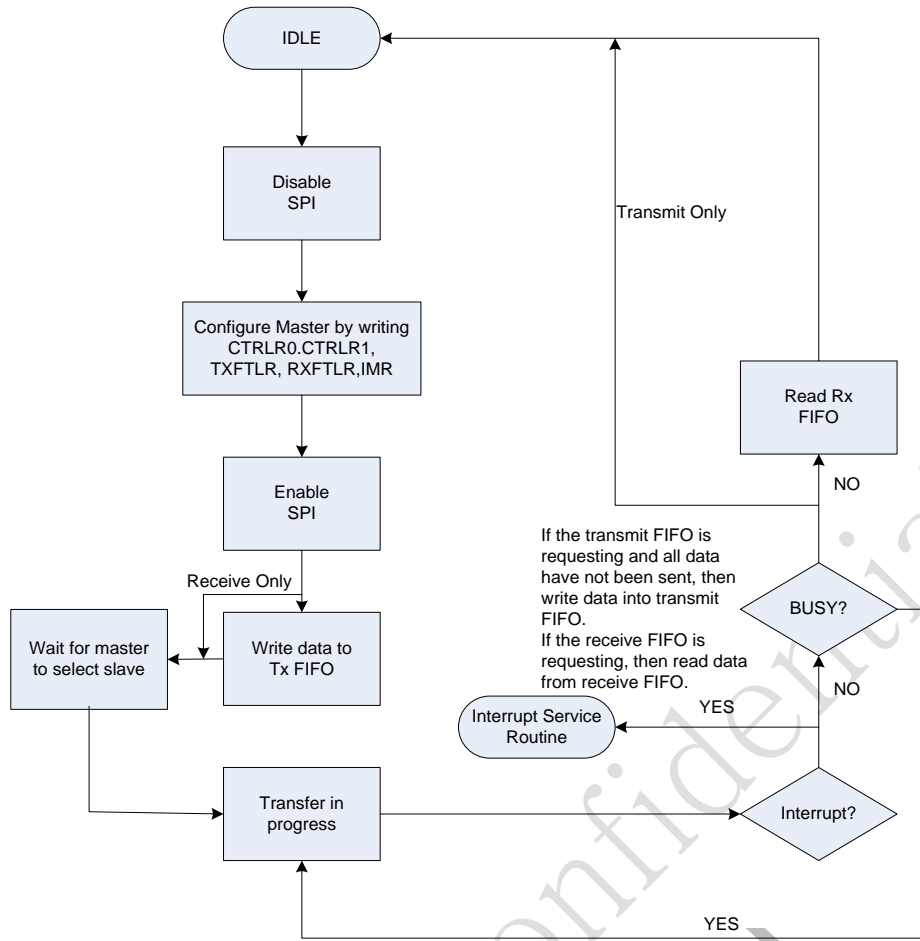 IDLE
Disable
SPI
Transmit Only
Configure Master by writing
CTRLR0.CTRLR1,
TXFTLR, RXFTLR,IMR
Read Rx
FIFO
NO
Enable
SPI
If the transmit FIFO is
requesting and all data
have not been sent, then
write data into transmit
FIFO.
If the receive FIFO is
requesting, then read data
from receive FIFO.
Receive Only
BUSY?
Wait for master
to select slave
Write data to
Tx FIFO
NO
YES
Interrupt Service
Routine
Transfer in
progress
Interrupt?
YES
onfidential